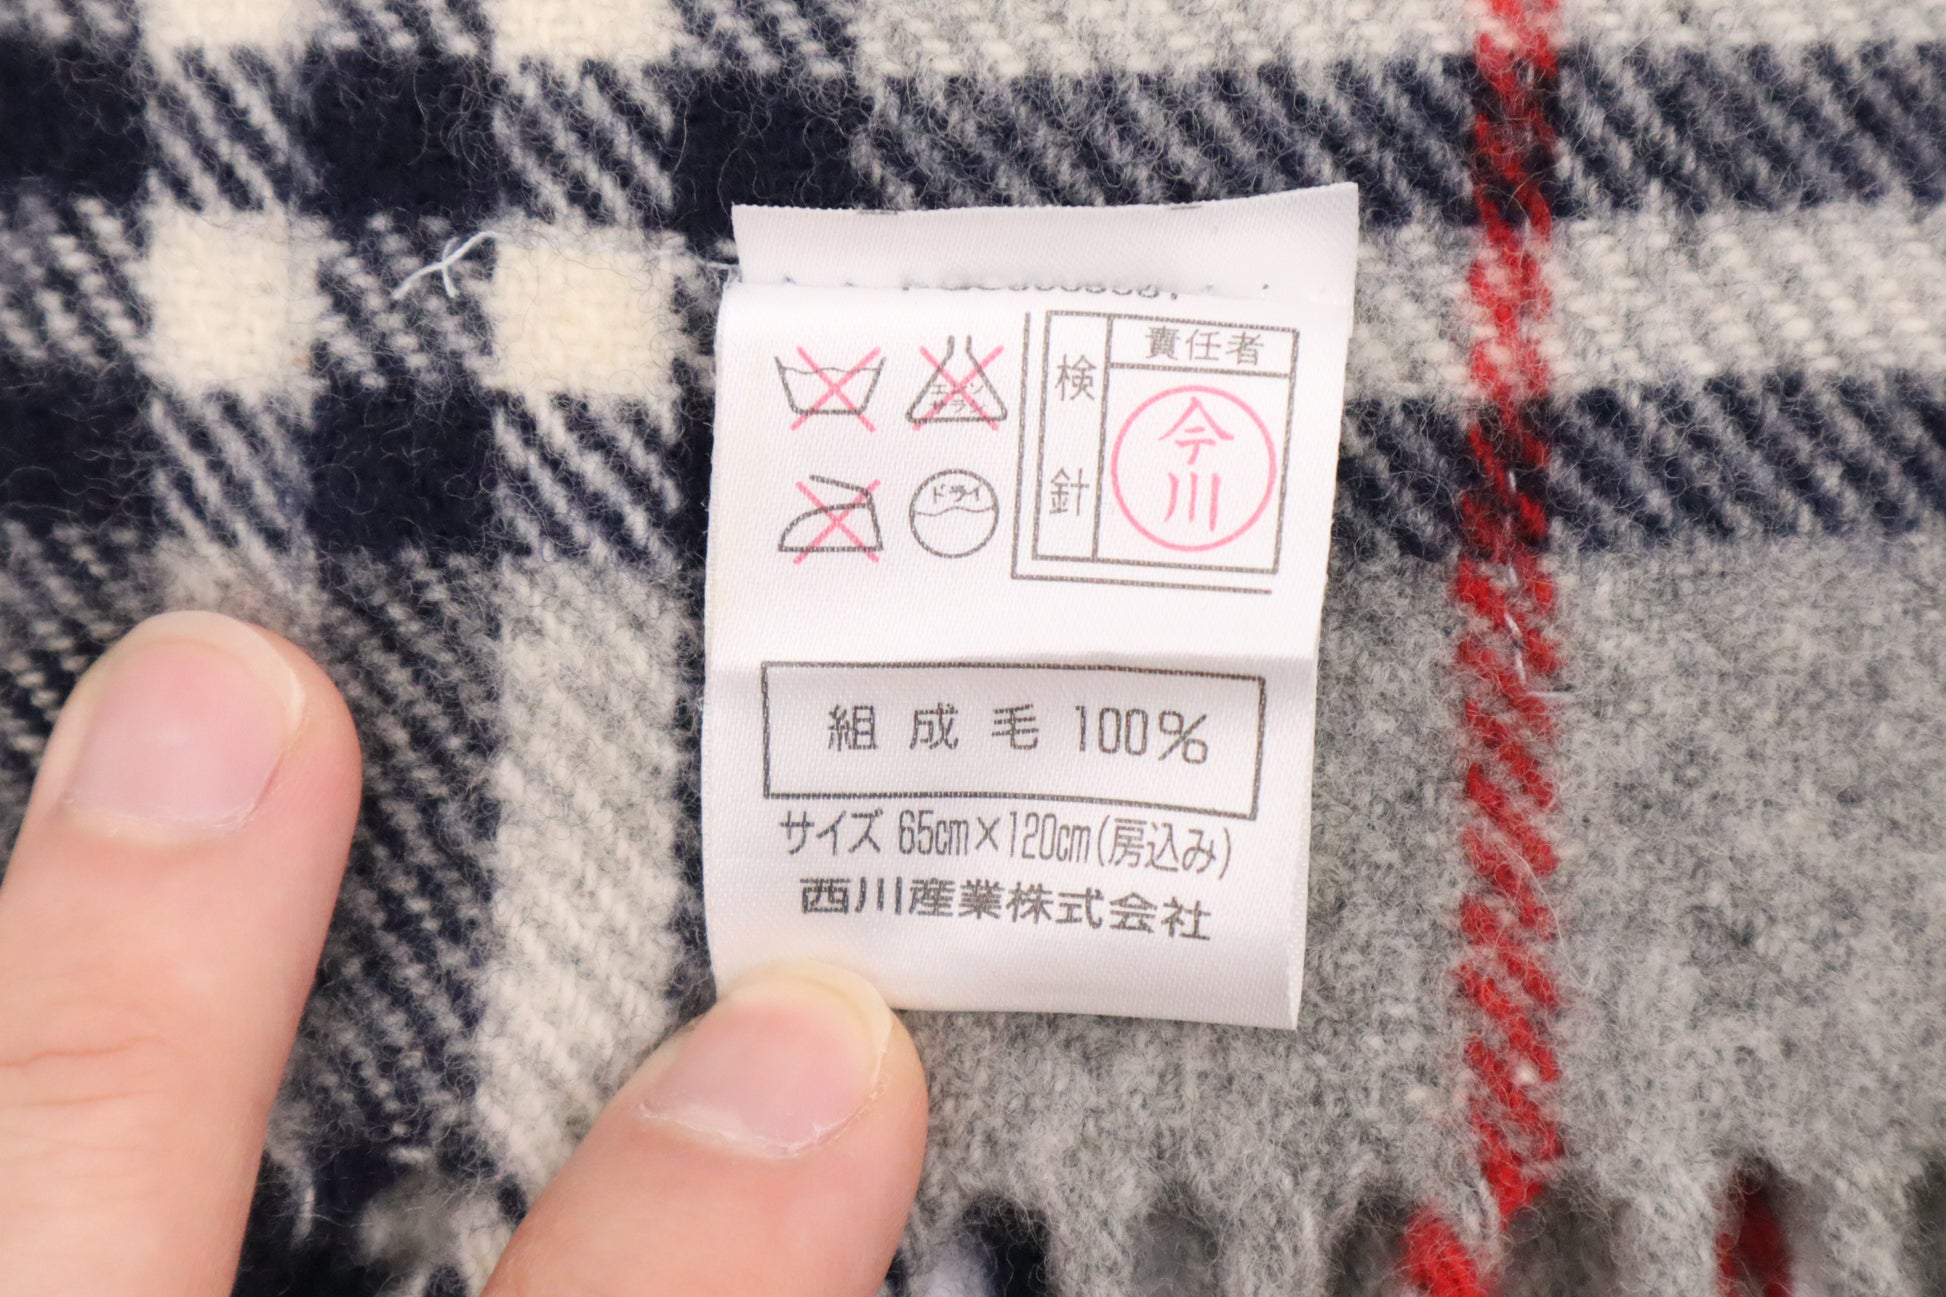 エンソ
サラシ
ドライ
検針
責任者
今川
組成毛 100%
サイズ 65cm×120cm(房込み)
西川産業株式会社